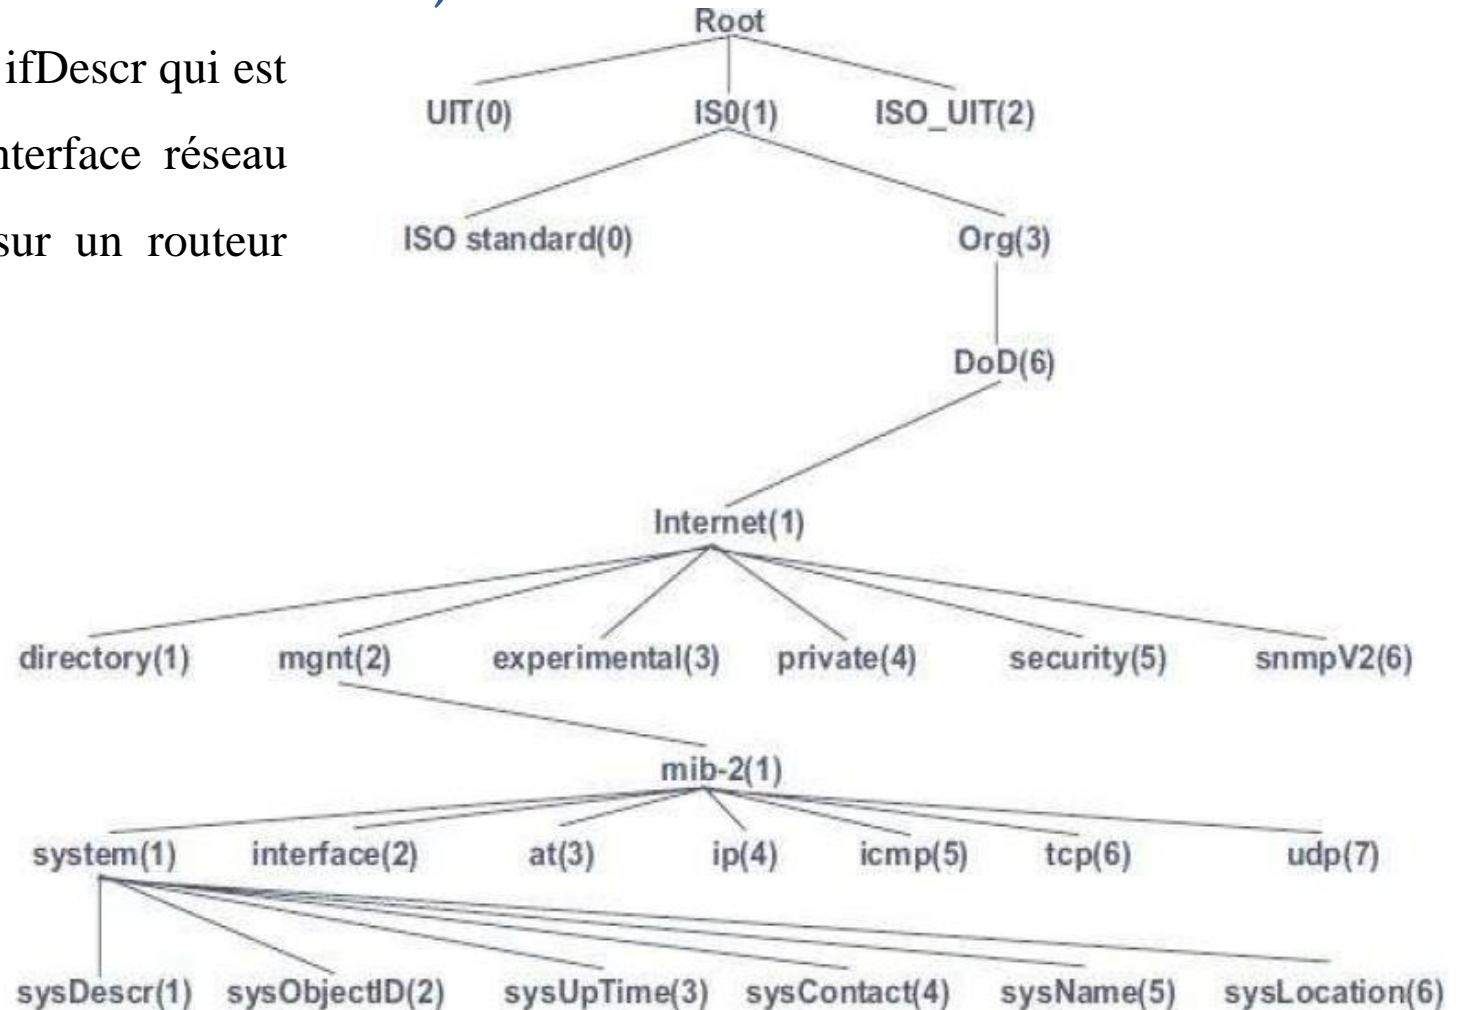 Root
ifDescr qui est
UIT(0) IS0(1) ISO_UIT(2)
réseau
sur un routeur
ISO standard(0) Org(3)
DoD(6)
Internet(1)
directory(1) mgnt(2) experimental(3) private(4) security(5) snmpV2(6)
mib-2(1)
system(1) interface(2) at(3) ip(4) icmp(5) tcp(6) udp(7)
sysDescr(1) sysObjectID(2) sysUpTime(3) sysContact(4) sysName(5) sysLocation(6)